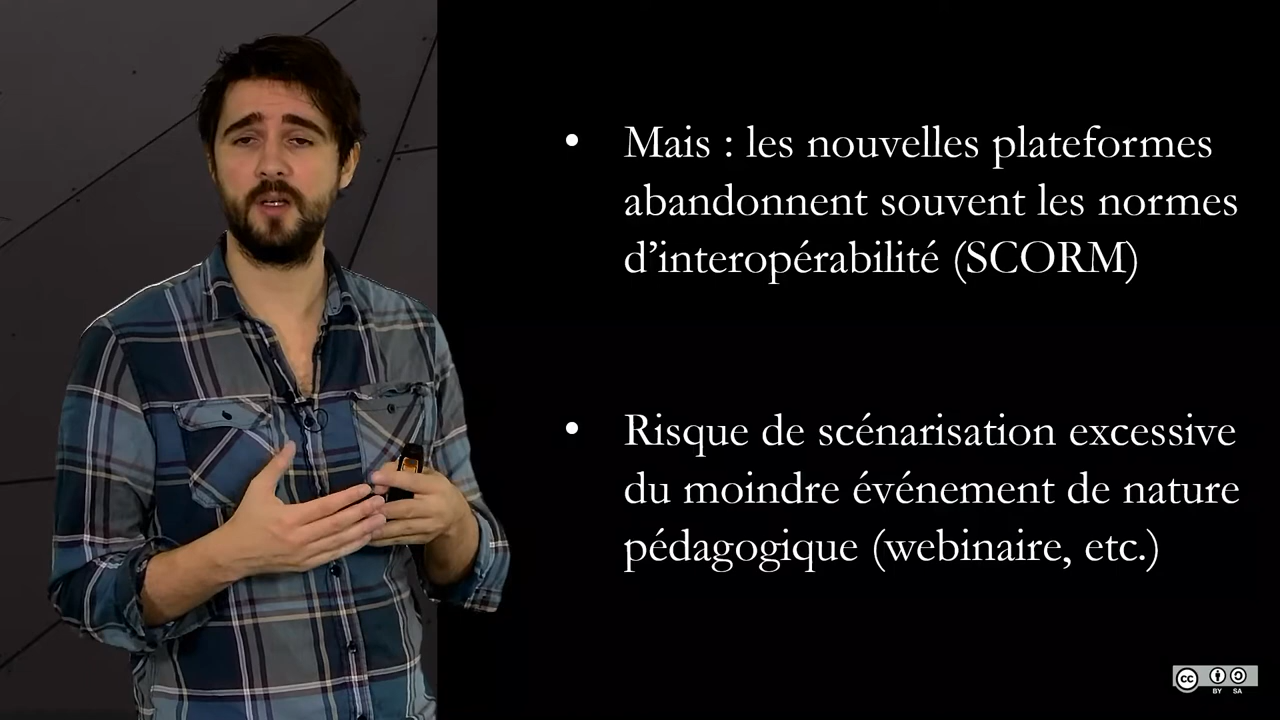 • Mais : les nouvelles plateformes
abandonnent souvent les normes
d’interopérabilité (SCORM)
• Risque de scénarisation excessive
du moindre événement de nature
pédagogique (webinaire, etc.)
cc
BY SA